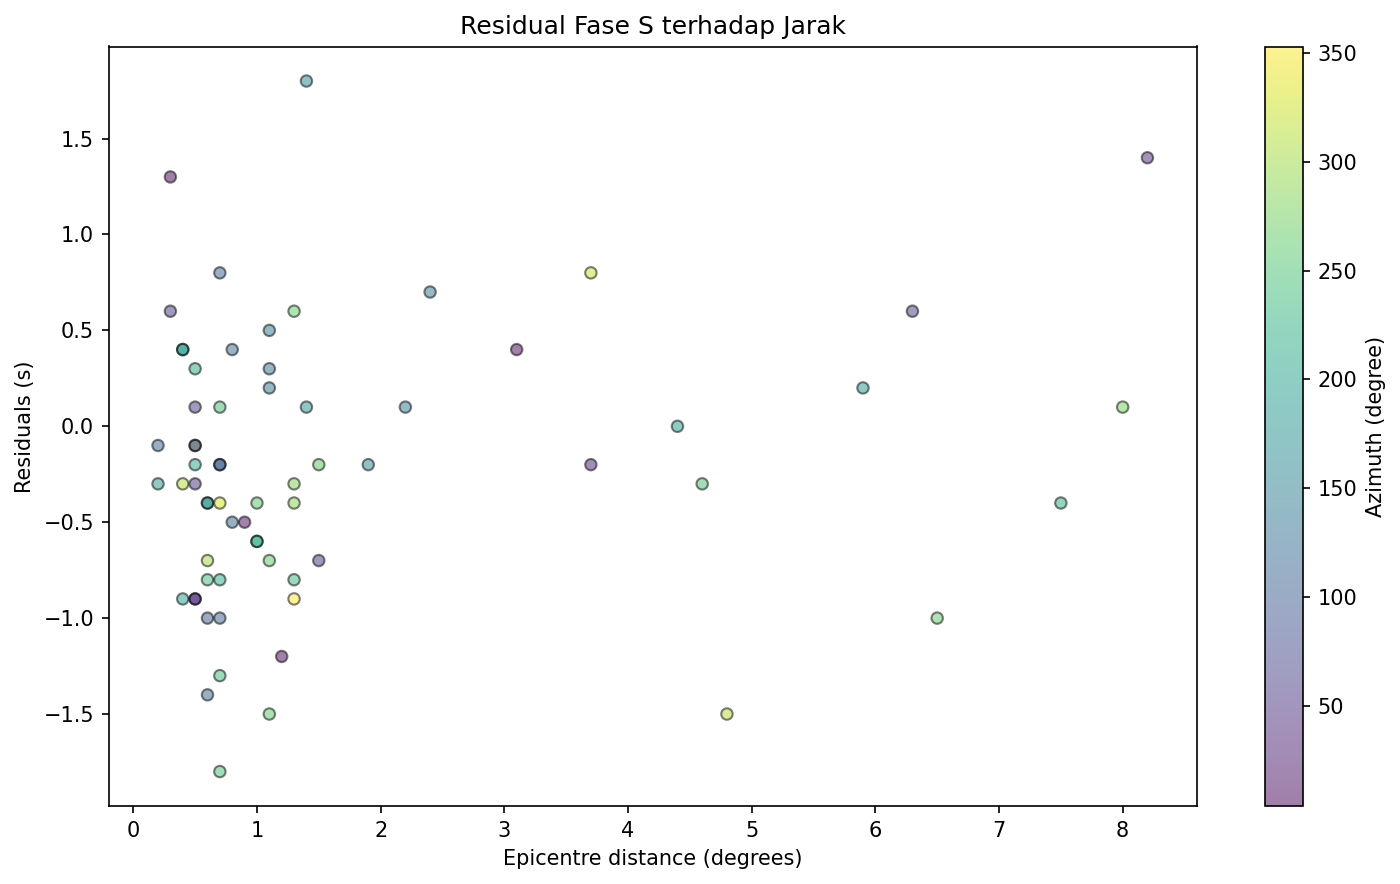 Residual Fase S terhadap Jarak
Residuals (s)
1.5
1.0
0.5
0.0
−0.5
−1.0
−1.5
0 1 2 3 4 5 6 7 8
Epicentre distance (degrees)
350
300
250
200
150
100
50
Azimuth (degree)